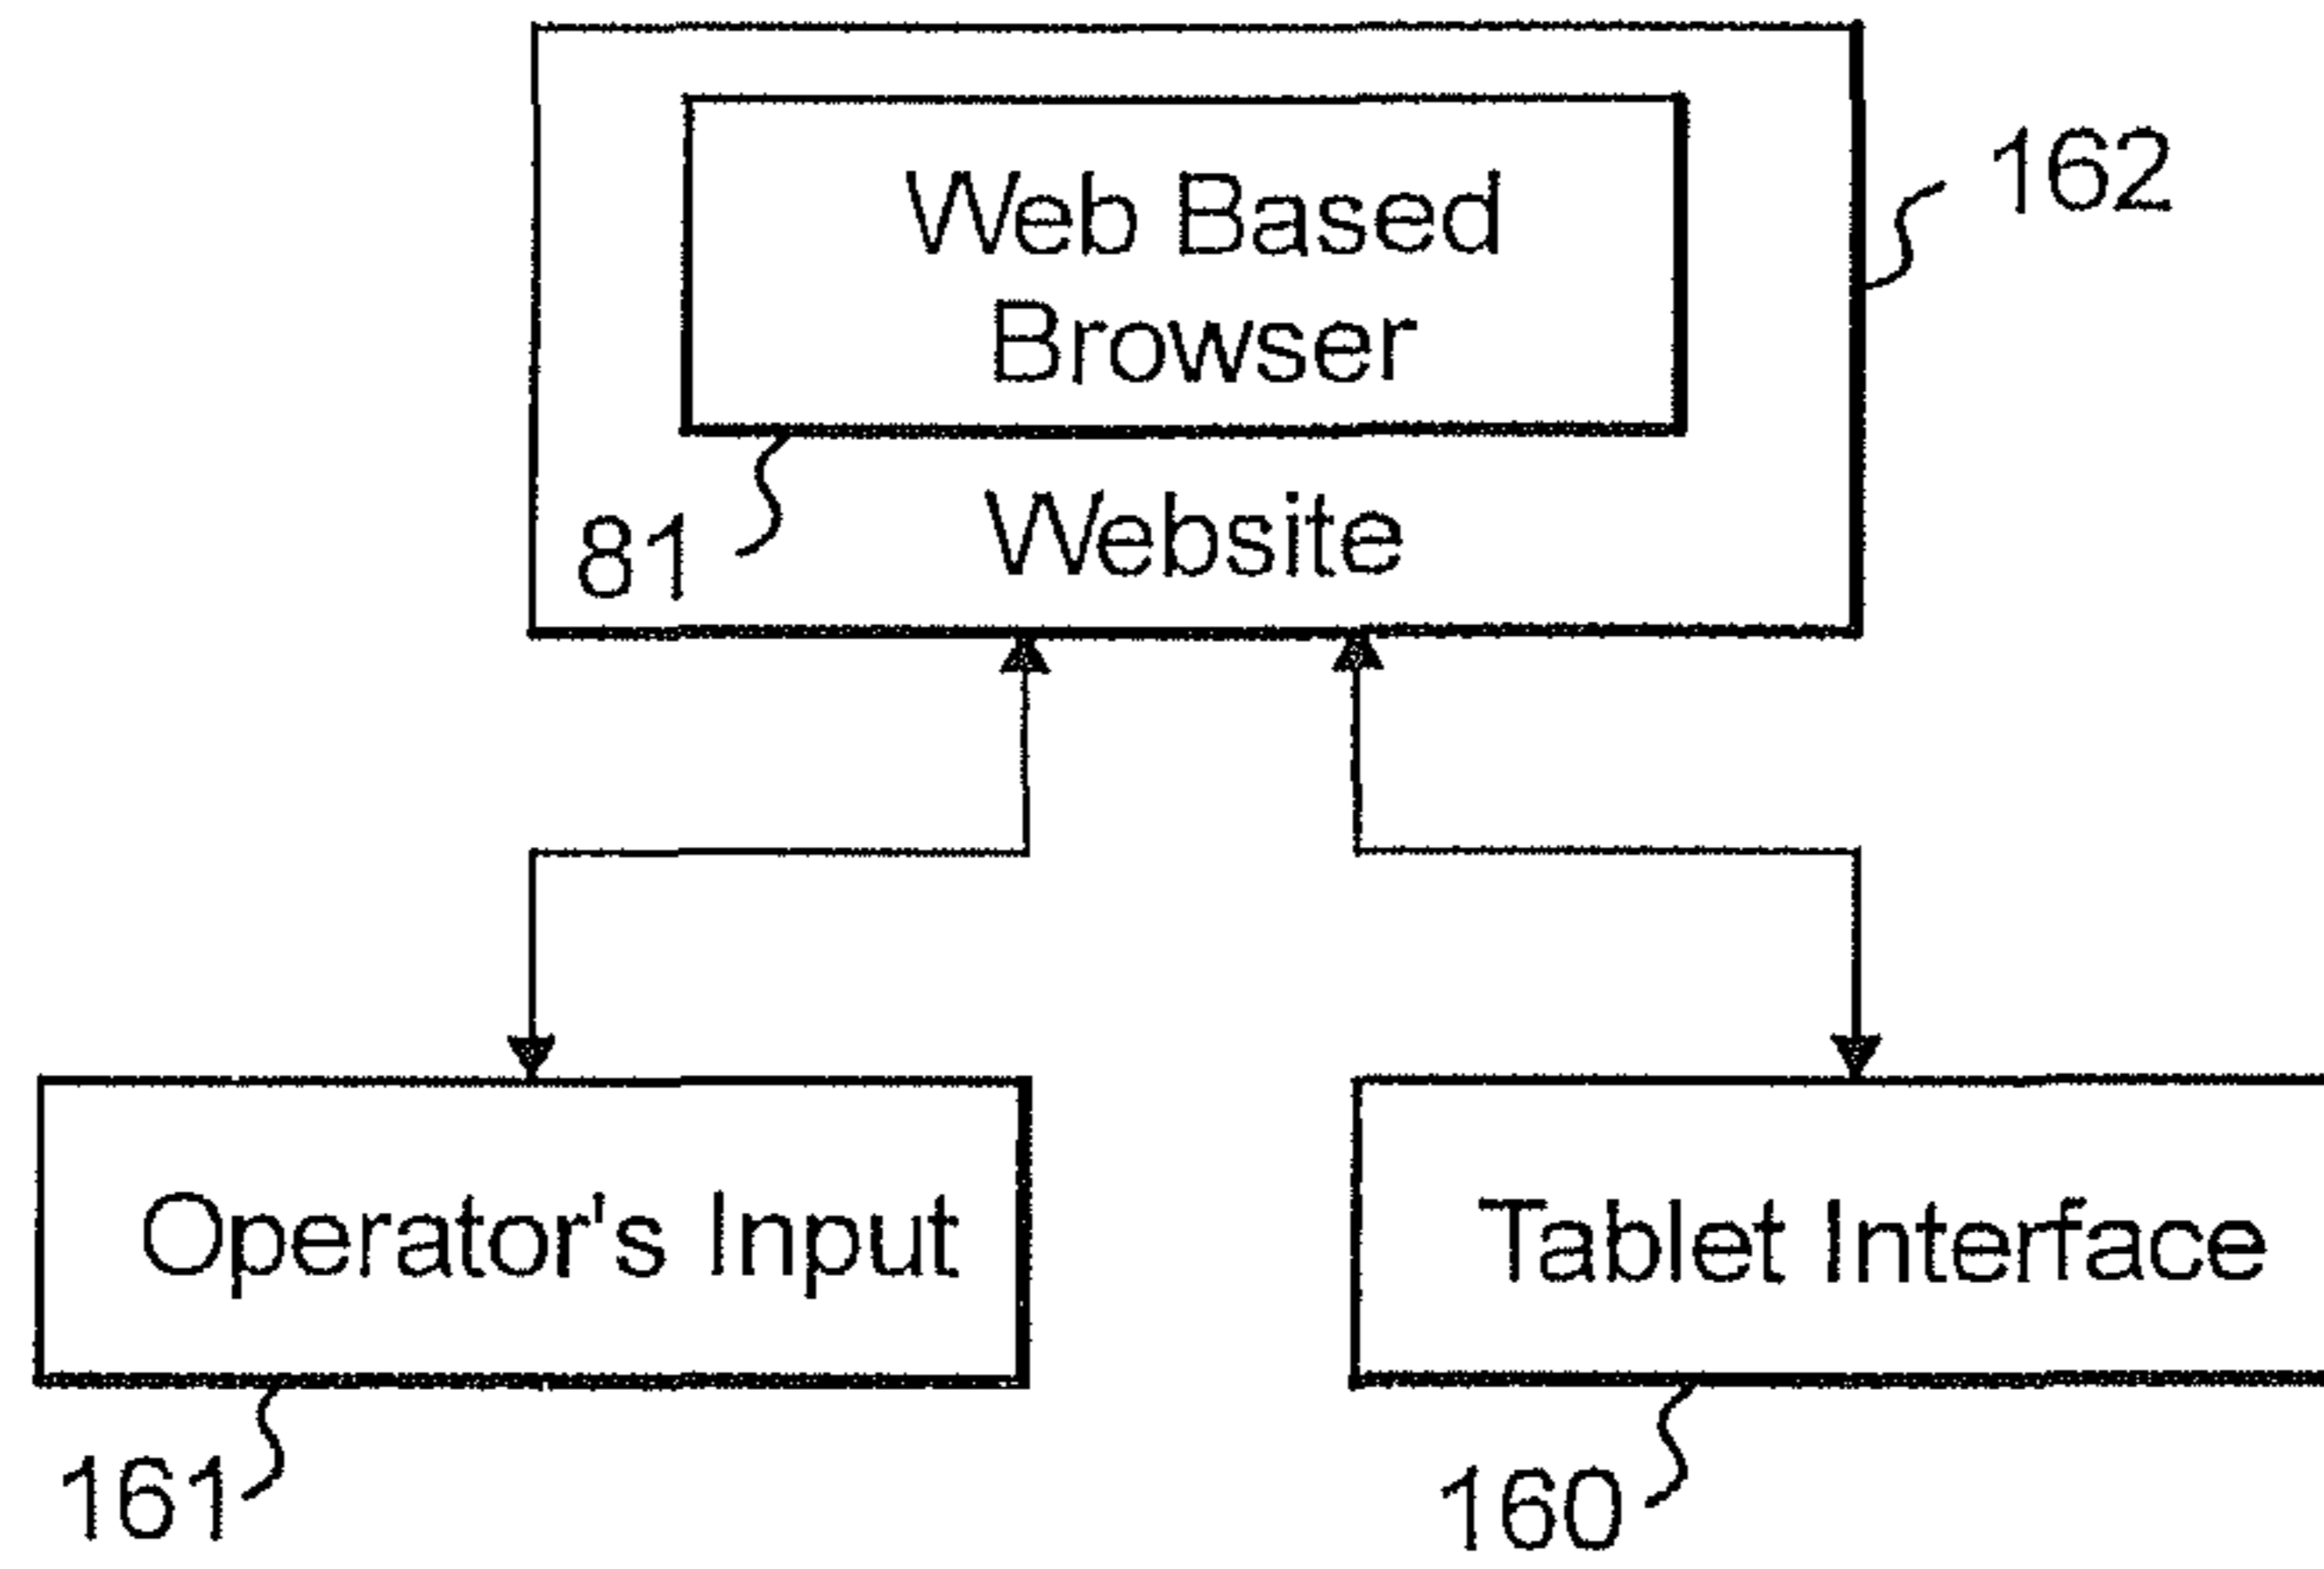 Web Based
Browser
162
81
Website
Operator's Input
Tablet Interface
161
160